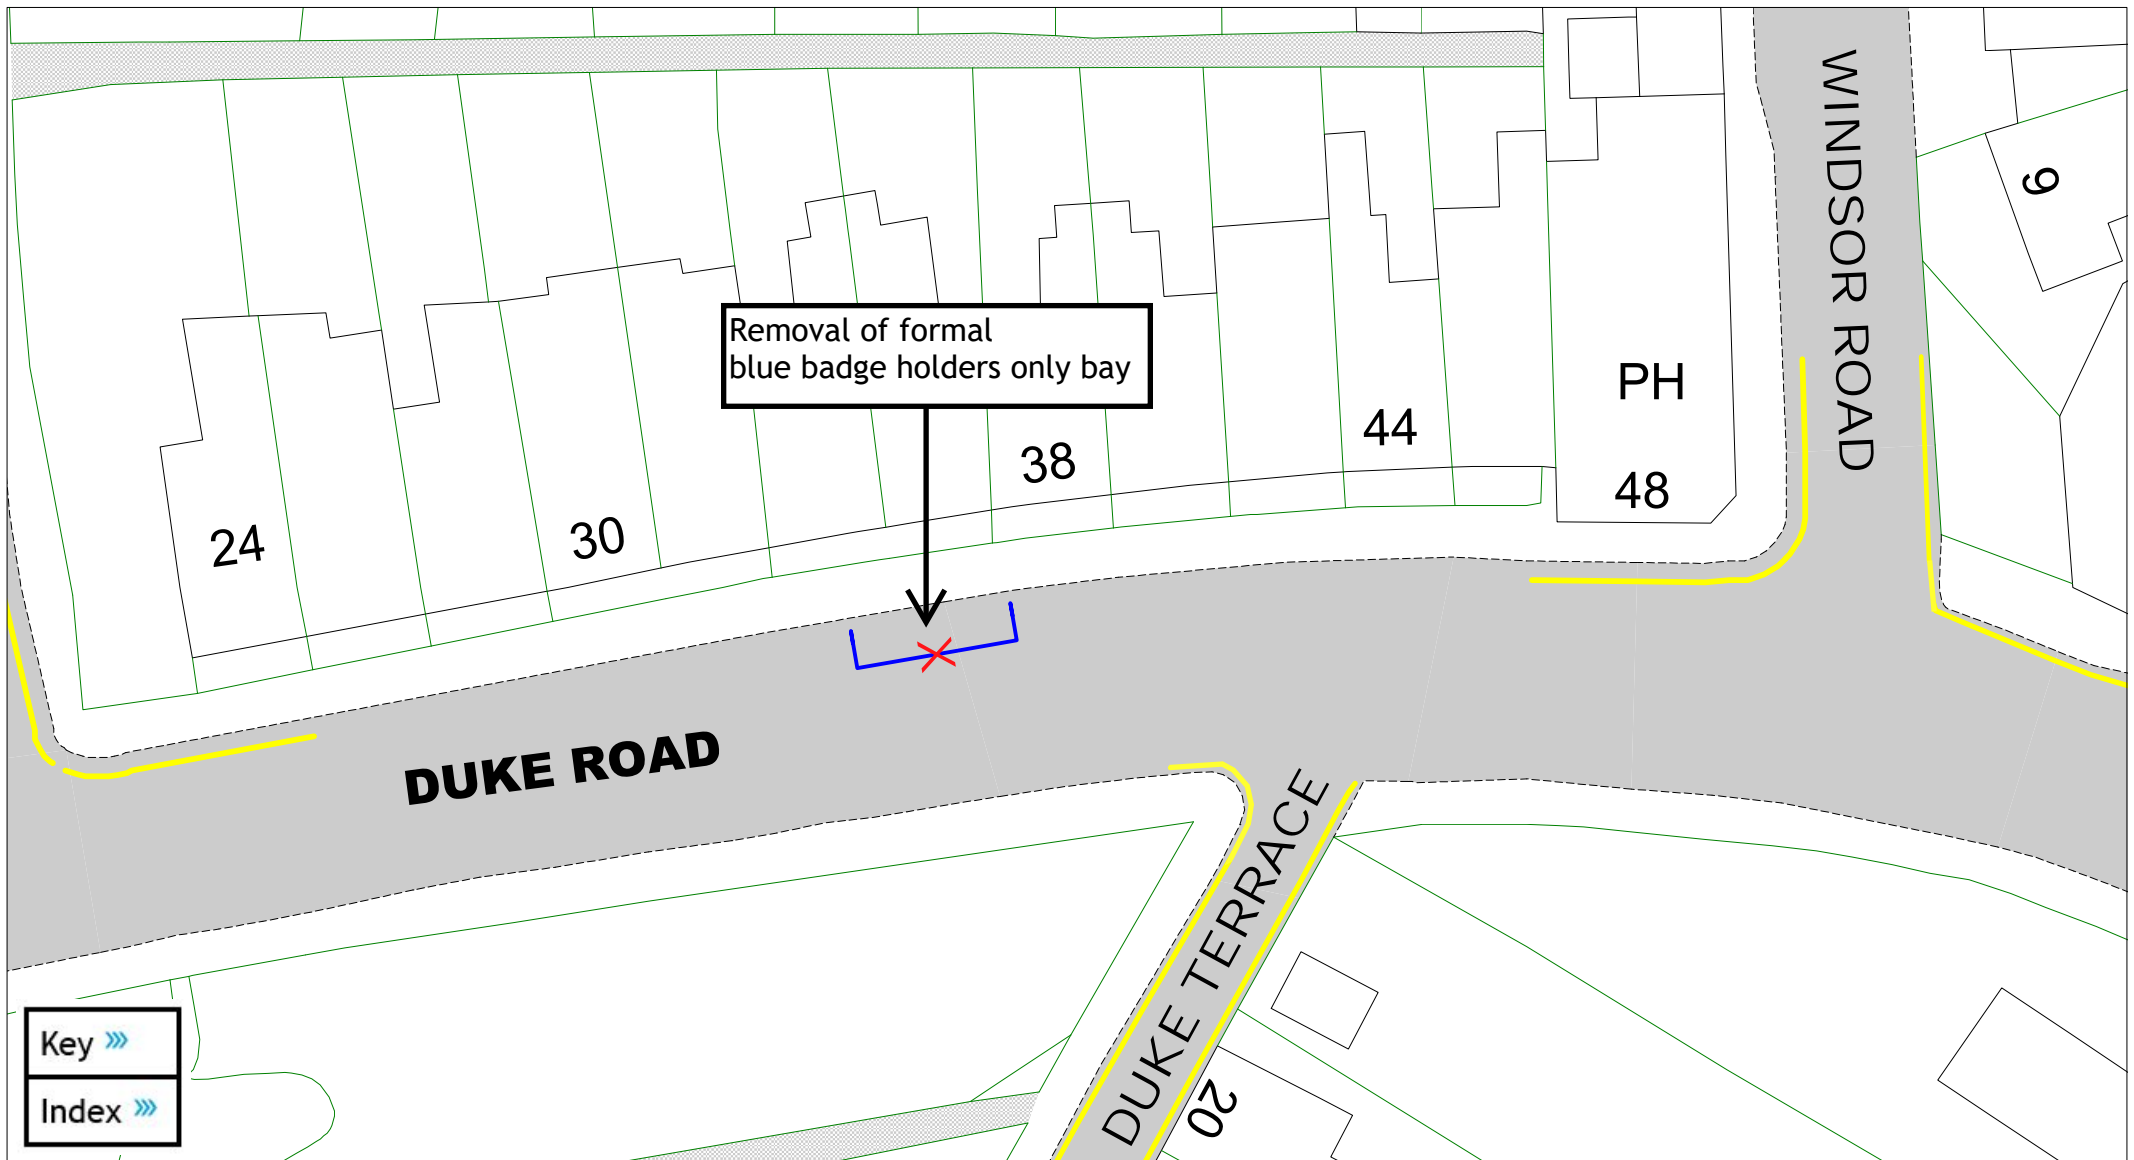 WINDSOR ROAD
9
Removal of formal
blue badge holders only bay
PH
44
38
48
30
24
DUKE ROAD
DUKE TERRACE
20
Key
Index